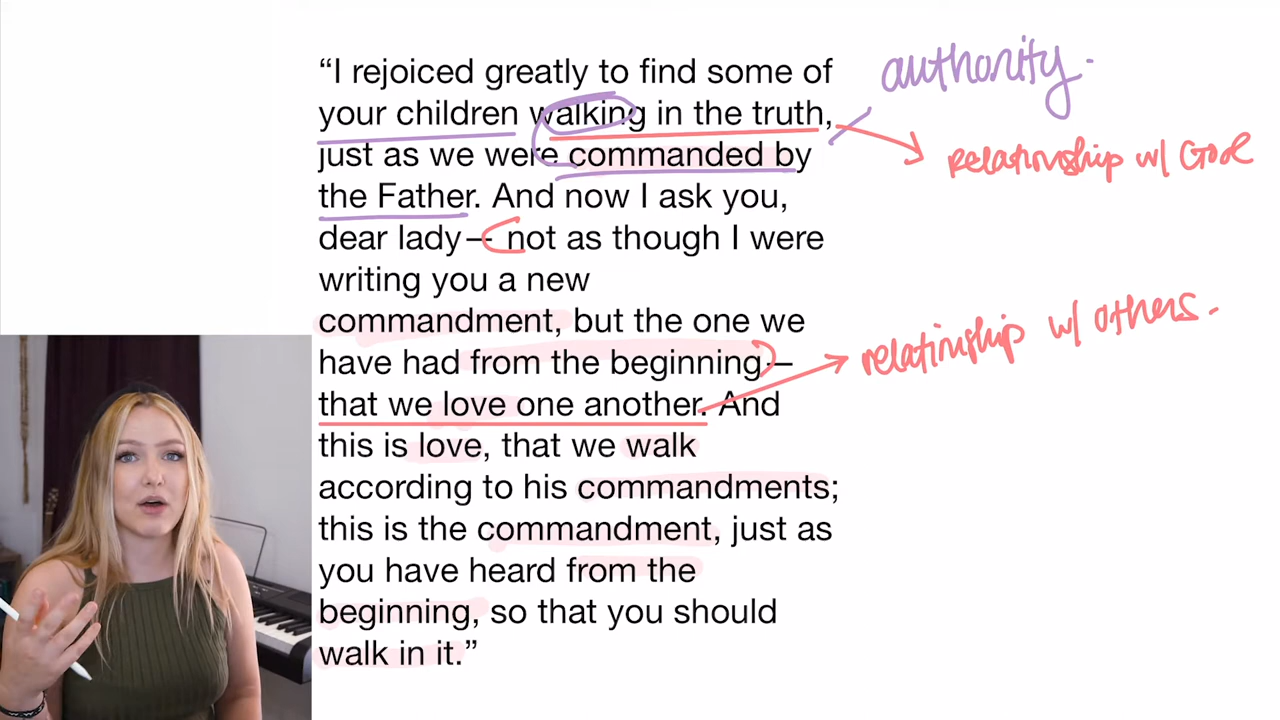 “I rejoiced greatly to find some of
your children walking in the truth,
just as we were commanded by
the Father. And now I ask you,
dear lady— not as though I were
writing you a new
commandment, but the one we
have had from the beginning—
that we love one another. And
this is love, that we walk
according to his commandments;
this is the commandment, just as
you have heard from the
beginning, so that you should
walk in it.”
authority.
relationship w/ God
relationship w/ others.